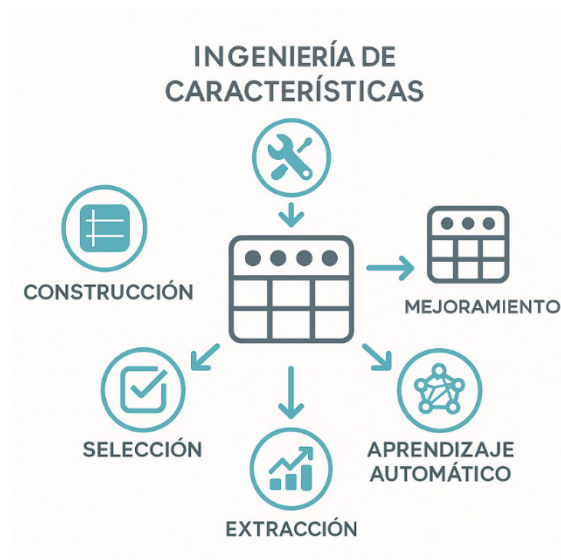 INGENIERÍA DE
CARACTERÍSTICAS
CONSTRUCCIÓN
MEJORAMIENTO
SELECCIÓN
APRENDIZAJE
AUTOMÁTICO
EXTRACCIÓN